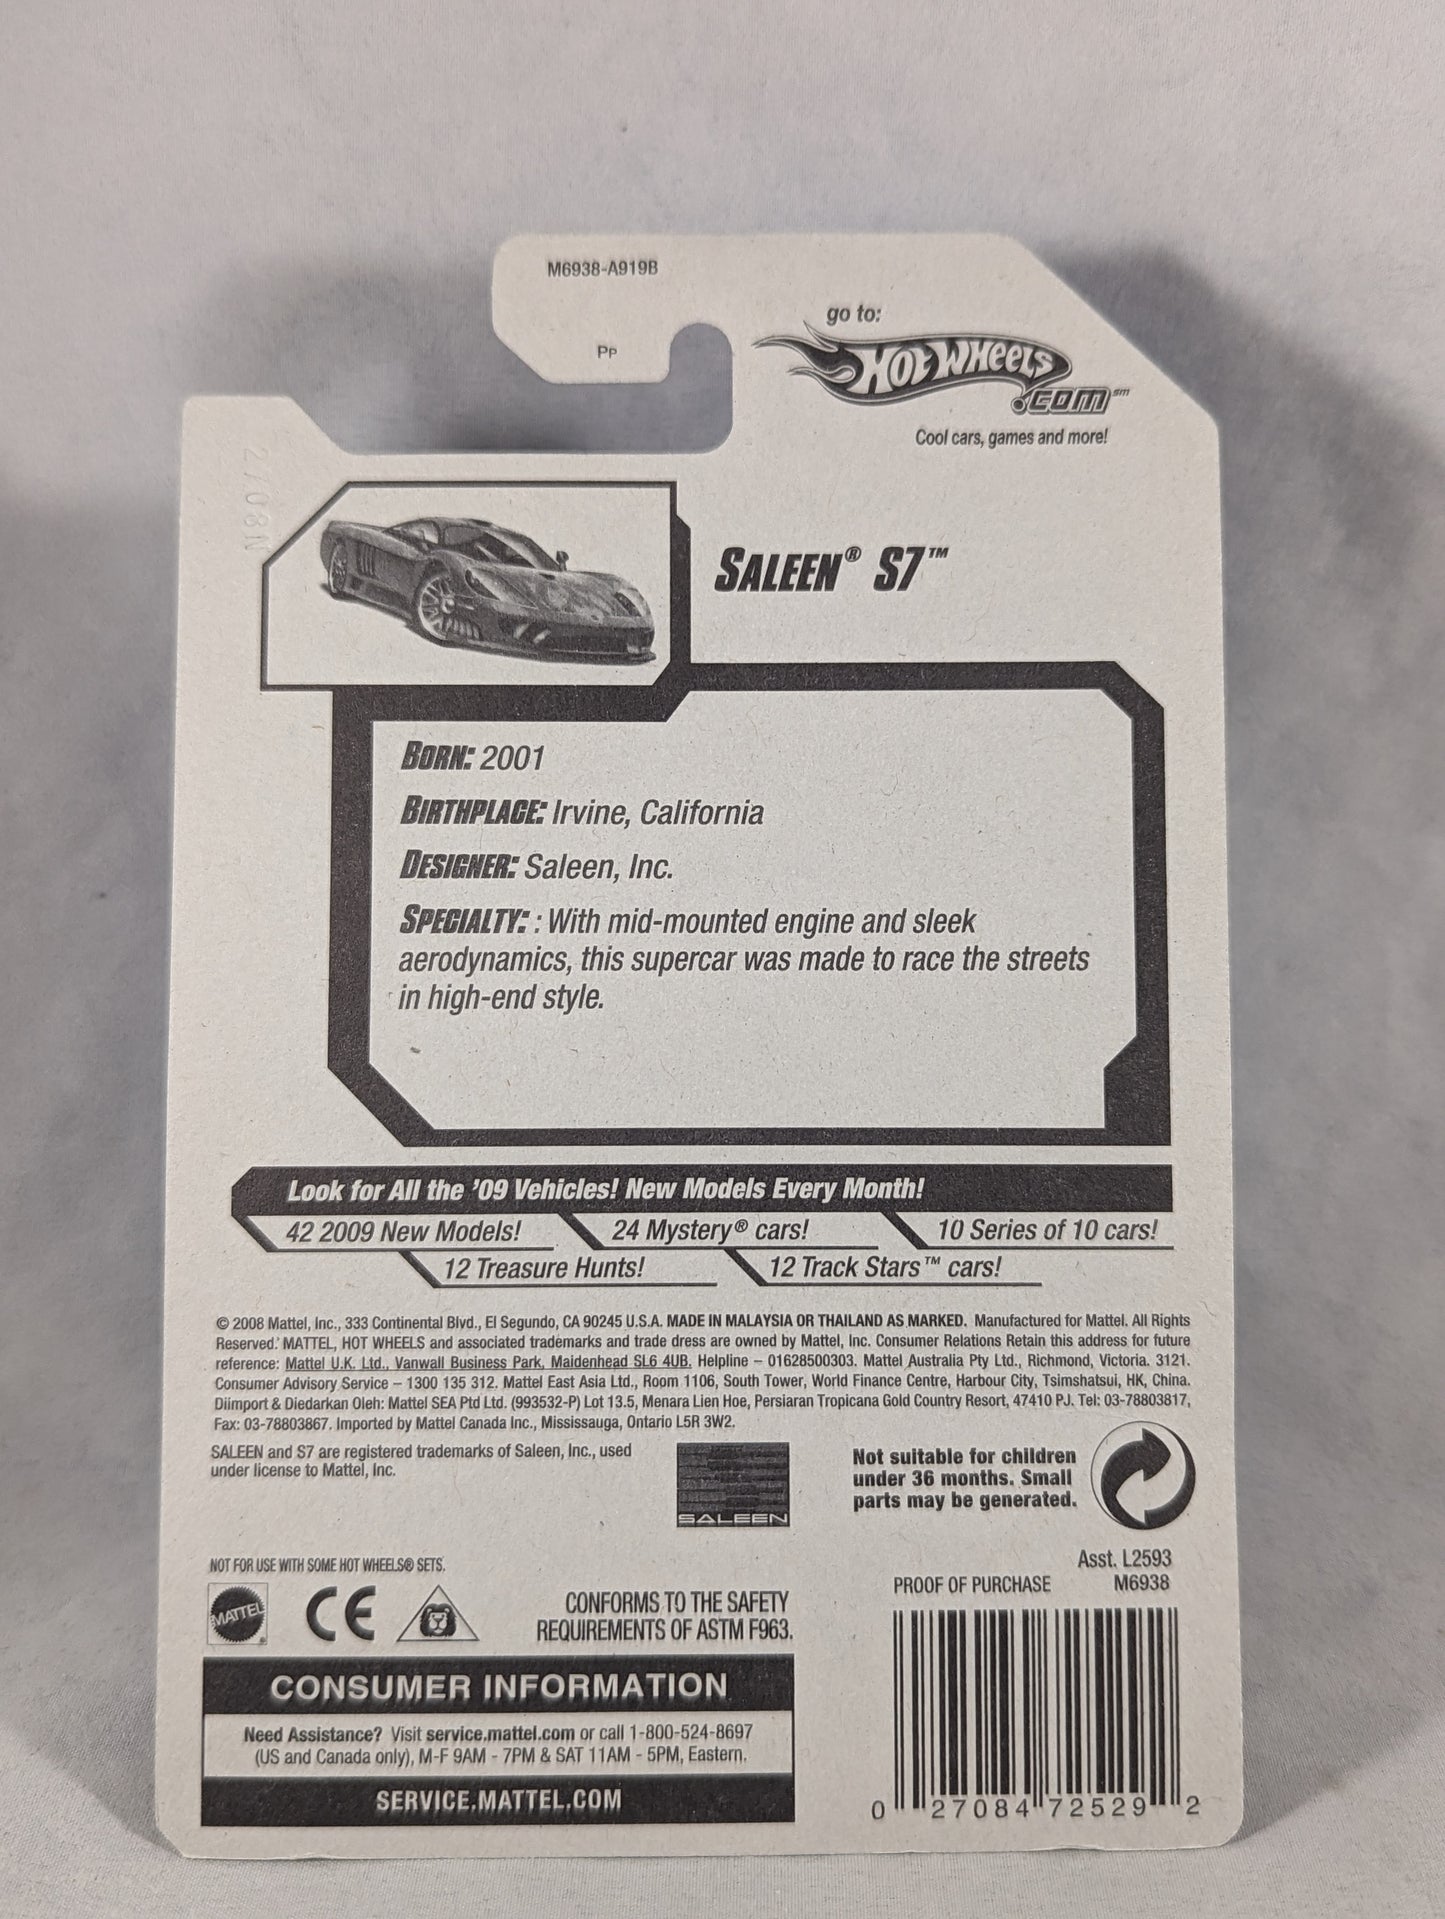 M6938-A919B
PP
go to:
HOT WHEELS
.com℠
Cool cars, games and more!
SALEEN® S7™
BORN: 2001
BIRTHPLACE: Irvine, California
DESIGNER: Saleen, Inc.
SPECIALTY: : With mid-mounted engine and sleek
aerodynamics, this supercar was made to race the streets
in high-end style.
Look for All the '09 Vehicles! New Models Every Month!
42 2009 New Models! 24 Mystery® cars! 10 Series of 10 cars!
12 Treasure Hunts! 12 Track Stars™ cars!
© 2008 Mattel, Inc., 333 Continental Blvd., El Segundo, CA 90245 U.S.A. MADE IN MALAYSIA OR THAILAND AS MARKED. Manufactured for Mattel. All Rights
Reserved. MATTEL, HOT WHEELS and associated trademarks and trade dress are owned by Mattel, Inc. Consumer Relations Retain this address for future
reference: Mattel U.K. Ltd., Vanwall Business Park, Maidenhead SL6 4UB. Helpline – 01628500303. Mattel Australia Pty Ltd., Richmond, Victoria. 3121.
Consumer Advisory Service – 1300 135 312. Mattel East Asia Ltd., Room 1106, South Tower, World Finance Centre, Harbour City, Tsimshatsui, HK, China.
Diimport & Diedarkan Oleh: Mattel SEA Ptd Ltd. (993532-P) Lot 13.5, Menara Lien Hoe, Persiaran Tropicana Gold Country Resort, 47410 PJ. Tel: 03-78803817,
Fax: 03-78803867. Imported by Mattel Canada Inc., Mississauga, Ontario L5R 3W2.
SALEEN and S7 are registered trademarks of Saleen, Inc., used
under license to Mattel, Inc.
SALEEN
Not suitable for children
under 36 months. Small
parts may be generated.
NOT FOR USE WITH SOME HOT WHEELS® SETS.
MATTEL ®
CE
CONFORMS TO THE SAFETY
REQUIREMENTS OF ASTM F963.
Asst. L2593
PROOF OF PURCHASE M6938
CONSUMER INFORMATION
Need Assistance? Visit service.mattel.com or call 1-800-524-8697
(US and Canada only), M-F 9AM - 7PM & SAT 11AM - 5PM, Eastern.
SERVICE.MATTEL.COM
0 27084 72529 2